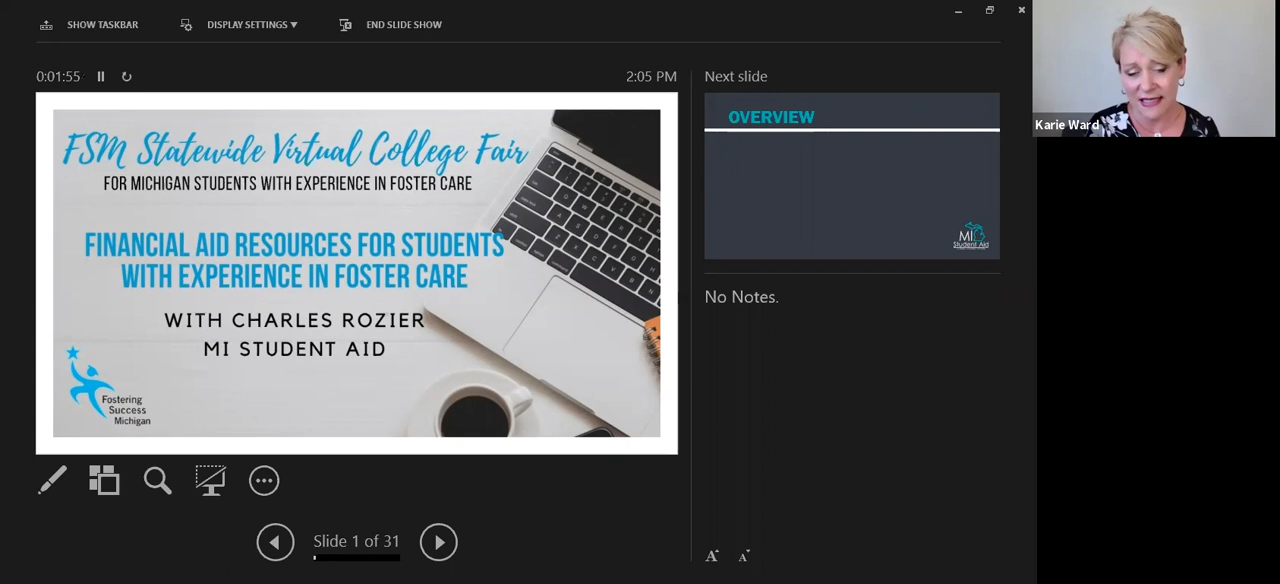 SHOW TASKBAR
DISPLAY SETTINGS ▼
END SLIDE SHOW
0:01:55
2:05 PM
FSM Statewide Virtual College Fair
FOR MICHIGAN STUDENTS WITH EXPERIENCE IN FOSTER CARE
FINANCIAL AID RESOURCES FOR STUDENTS
WITH EXPERIENCE IN FOSTER CARE
WITH CHARLES ROZIER
MI STUDENT AID
Fostering
Success
Michigan
Slide 1 of 31
Next slide
OVERVIEW
MI
Student Aid
No Notes.
A
A
Karie Ward